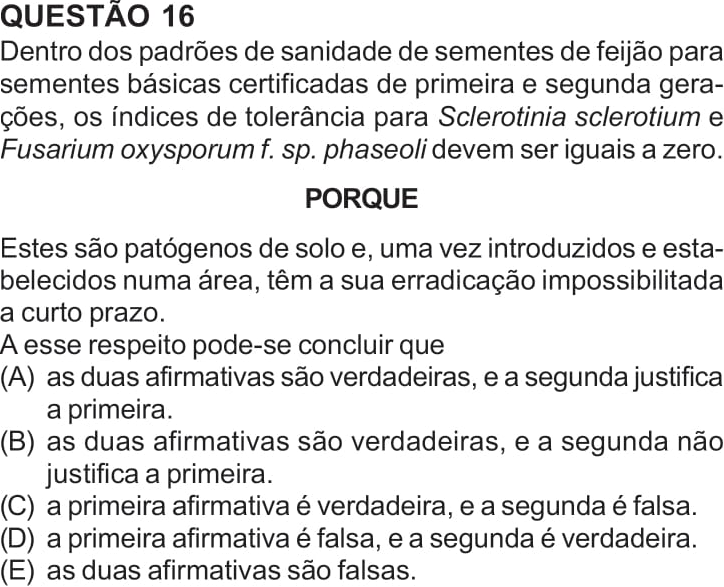 QUESTÃO 16
Dentro dos padrões de sanidade de sementes de feijão para
sementes básicas certificadas de primeira e segunda gera-
ções, os índices de tolerância para Sclerotinia sclerotium e
Fusarium oxysporum f. sp. phaseoli devem ser iguais a zero.
PORQUE
Estes são patógenos de solo e, uma vez introduzidos e esta-
belecidos numa área, têm a sua erradicação impossibilitada
a curto prazo.
A esse respeito pode-se concluir que
(A) as duas afirmativas são verdadeiras, e a segunda justifica
a primeira.
(B) as duas afirmativas são verdadeiras, e a segunda não
justifica a primeira.
(C) a primeira afirmativa é verdadeira, e a segunda é falsa.
(D) a primeira afirmativa é falsa, e a segunda é verdadeira.
(E) as duas afirmativas são falsas.